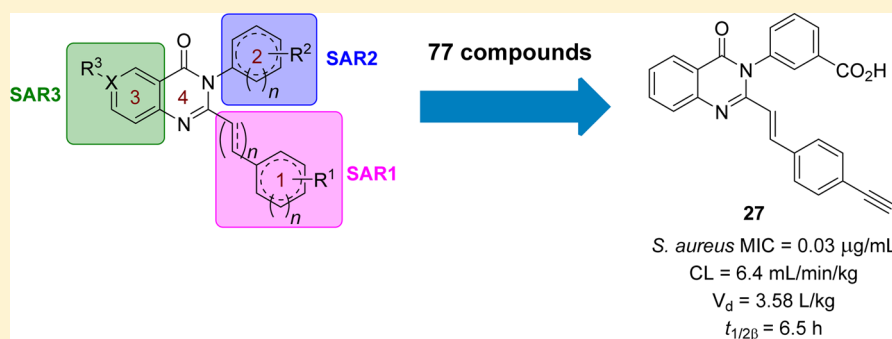 77 compounds
SAR3
SAR2
SAR1
R³
X
3
4
O
N
N
2
R²
n
n
1
R¹
n
O
N
N
CO₂H
27
S. aureus MIC = 0.03 μg/mL
CL = 6.4 mL/min/kg
Vd = 3.58 L/kg
t1/2β = 6.5 h